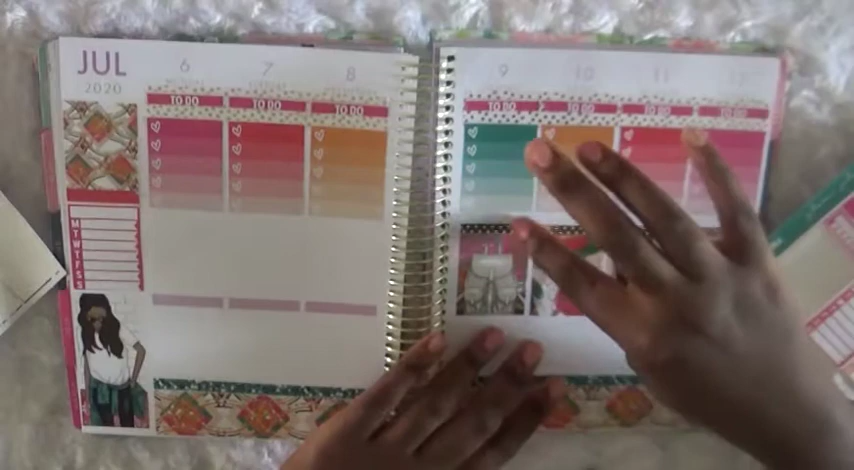 JUL
2020
6 7 8
9 10 11
TO DO TO DO TO DO
TO DO TO DO TO DO TO DO
M
T
W
T
F
S
S